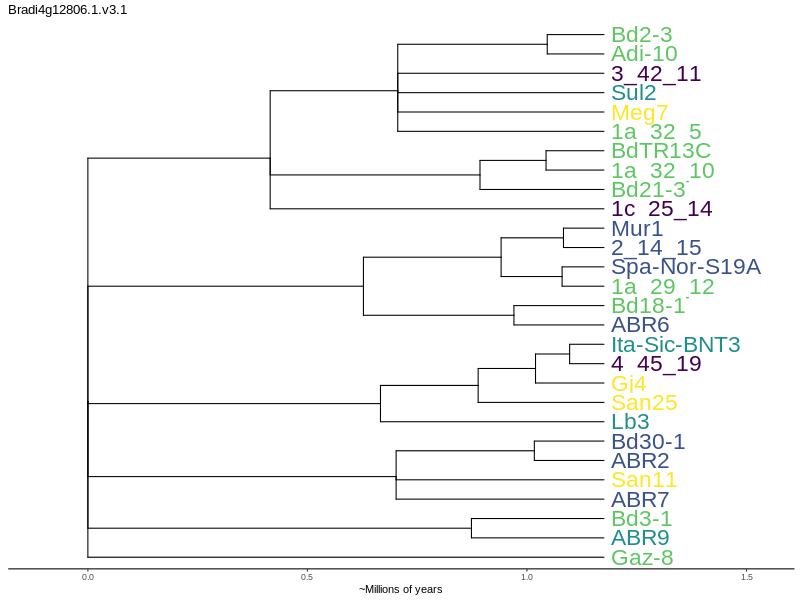 Bradi4g12806.1.v3.1
Bd2-3
Adi-10
3_42_11
Sul2
Meg7
1a_32_5
BdTR13C
1a_32_10
Bd21-3
1c_25_14
Mur1
2_14_15
Spa-Nor-S19A
1a_29_12
Bd18-1
ABR6
Ita-Sic-BNT3
4_45_19
Gi4
San25
Lb3
Bd30-1
ABR2
San11
ABR7
Bd3-1
ABR9
Gaz-8
0.0 0.5 1.0 1.5
~Millions of years